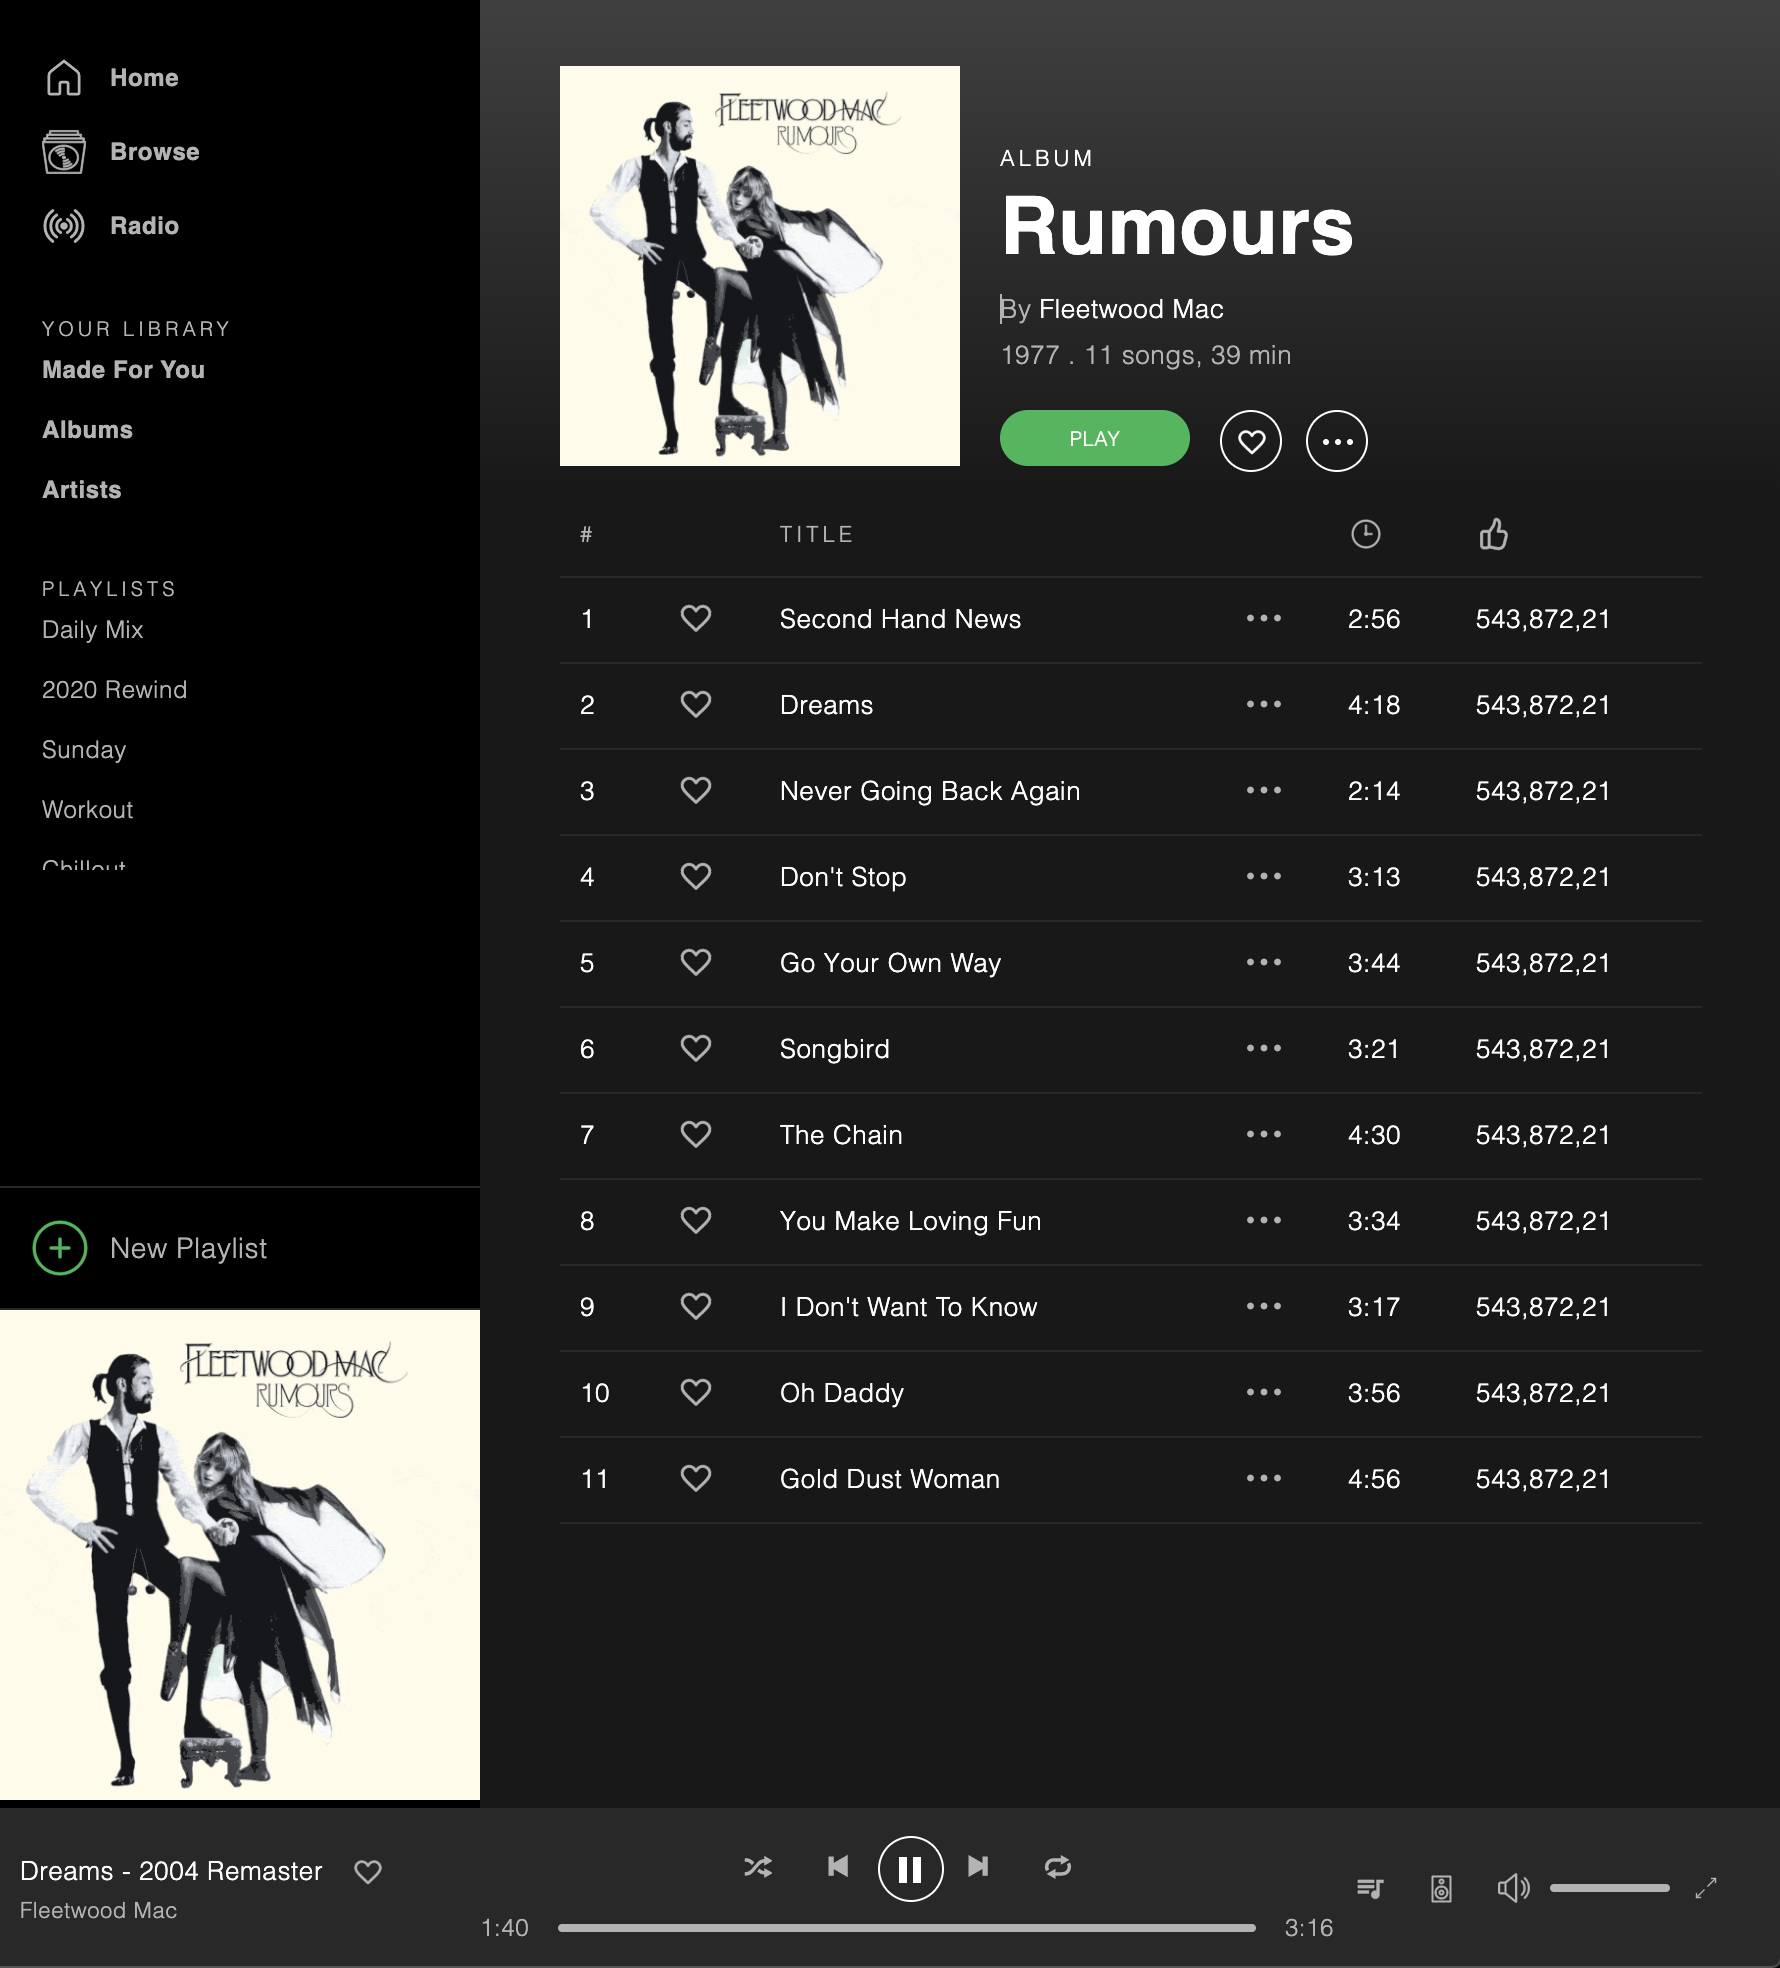 Home
Browse
Radio
YOUR LIBRARY
Made For You
Albums
Artists
PLAYLISTS
Daily Mix
2020 Rewind
Sunday
Workout
Chillout
New Playlist
FLEETWOOD MAC
RUMOURS
FLEETWOOD MAC
RUMOURS
ALBUM
Rumours
By Fleetwood Mac
1977 . 11 songs, 39 min
PLAY
# TITLE
1 Second Hand News 2:56 543,872,21
2 Dreams 4:18 543,872,21
3 Never Going Back Again 2:14 543,872,21
4 Don't Stop 3:13 543,872,21
5 Go Your Own Way 3:44 543,872,21
6 Songbird 3:21 543,872,21
7 The Chain 4:30 543,872,21
8 You Make Loving Fun 3:34 543,872,21
9 I Don't Want To Know 3:17 543,872,21
10 Oh Daddy 3:56 543,872,21
11 Gold Dust Woman 4:56 543,872,21
Dreams - 2004 Remaster
Fleetwood Mac
1:40 3:16